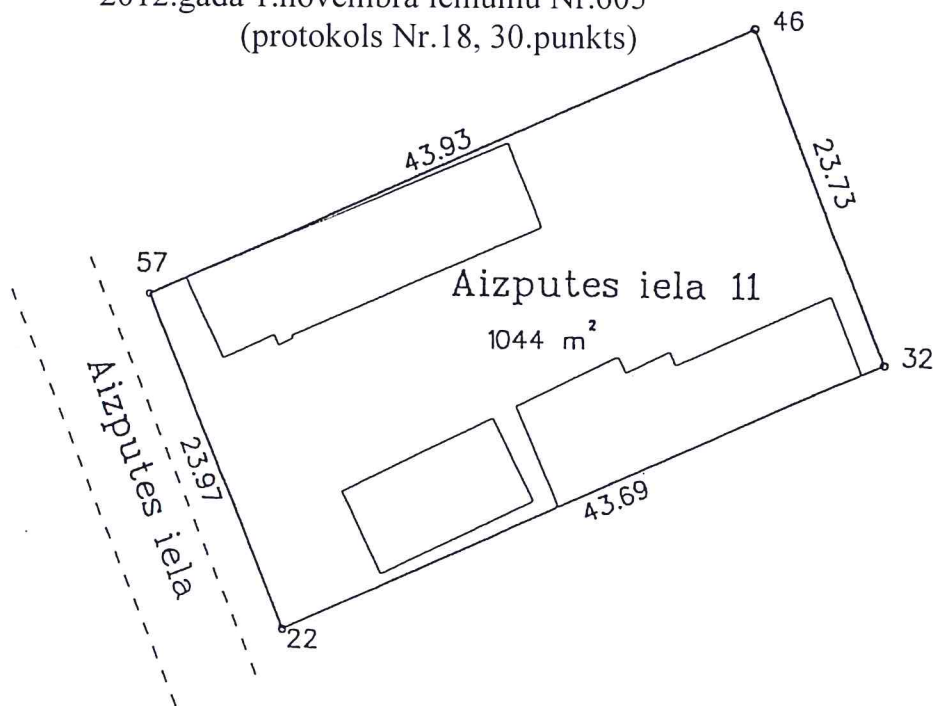 (protokols Nr.18, 30.punkts)
46
43.93
23.73
57
Aizputes iela 11
1044 m²
32
Aizputes iela
23.97
43.69
22